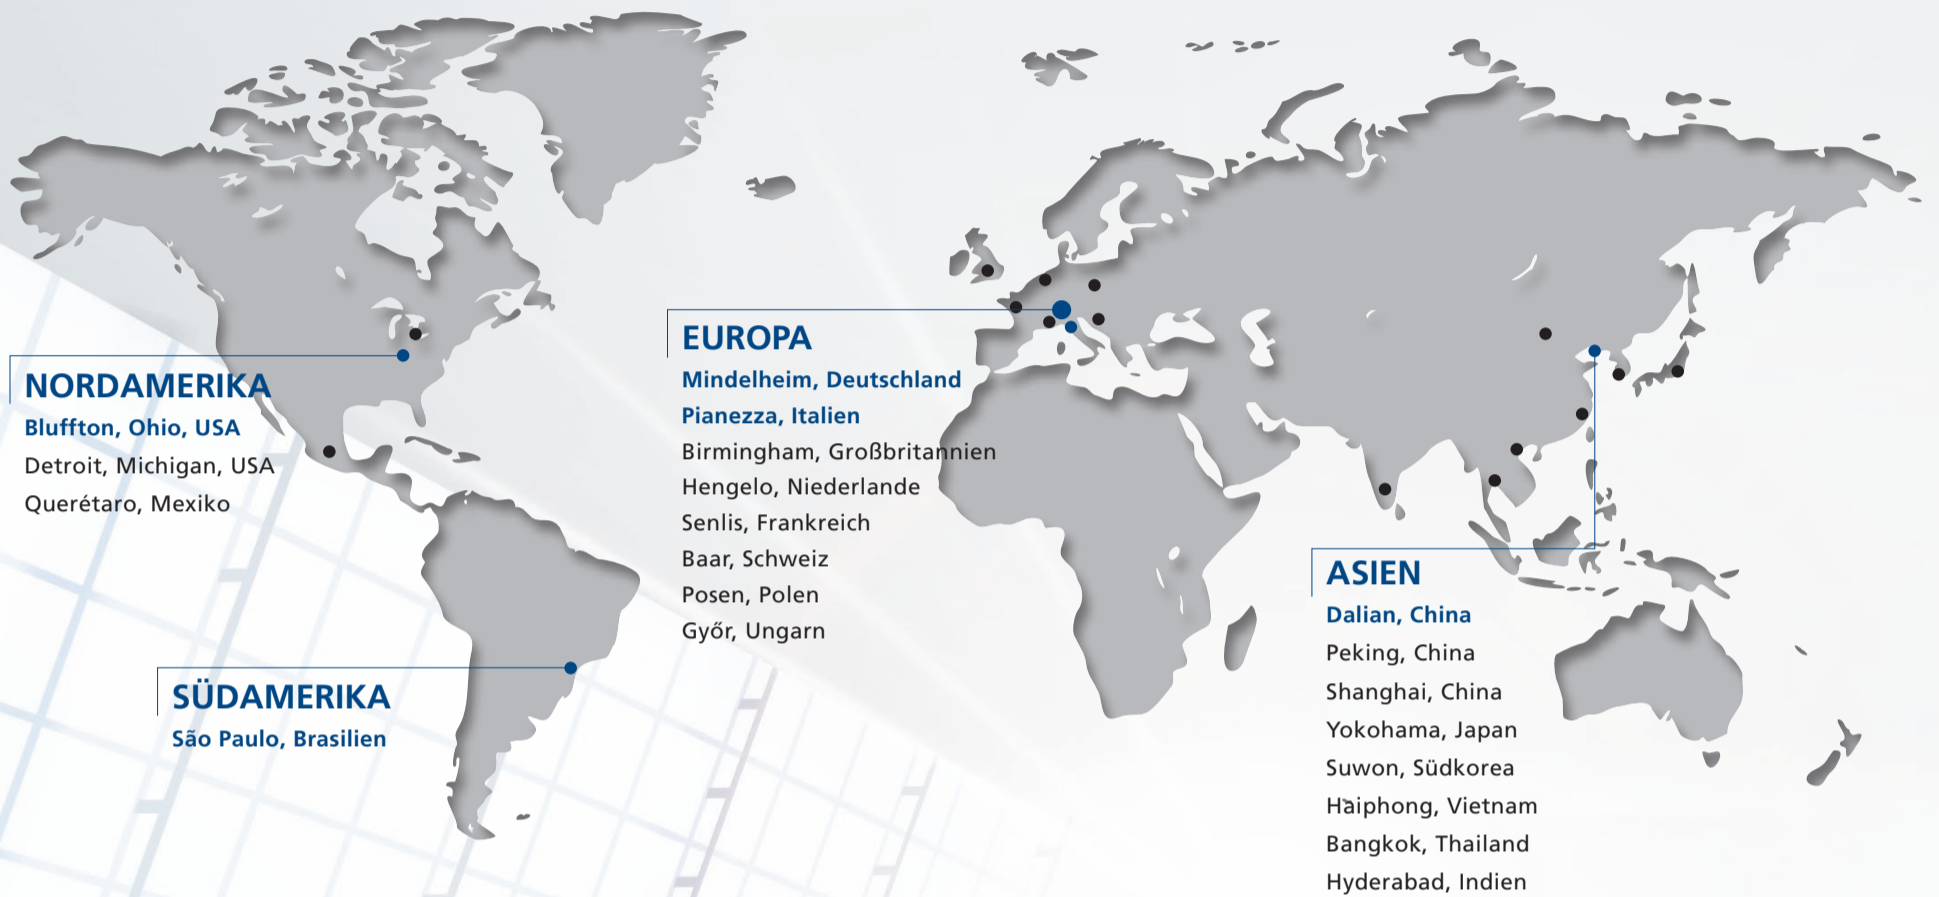 NORDAMERIKA
Bluffton, Ohio, USA
Detroit, Michigan, USA
Querétaro, Mexiko
SÜDAMERIKA
São Paulo, Brasilien
EUROPA
Mindelheim, Deutschland
Pianezza, Italien
Birmingham, Großbritannien
Hengelo, Niederlande
Senlis, Frankreich
Baar, Schweiz
Posen, Polen
Győr, Ungarn
ASIEN
Dalian, China
Peking, China
Shanghai, China
Yokohama, Japan
Suwon, Südkorea
Haiphong, Vietnam
Bangkok, Thailand
Hyderabad, Indien